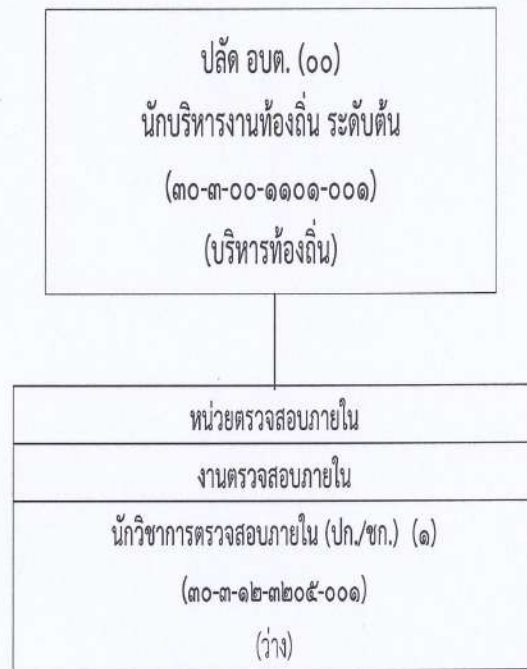 ปลัด อบต. (๐๐)
นักบริหารงานท้องถิ่น ระดับต้น
(๓๐-๓-๐๐-๑๑๐๑-๐๐๑)
(บริหารท้องถิ่น)
หน่วยตรวจสอบภายใน
งานตรวจสอบภายใน
นักวิชาการตรวจสอบภายใน (ปก./ชก.) (๑)
(๓๐-๓-๑๒-๓๒๐๕-๐๐๑)
(ว่าง)